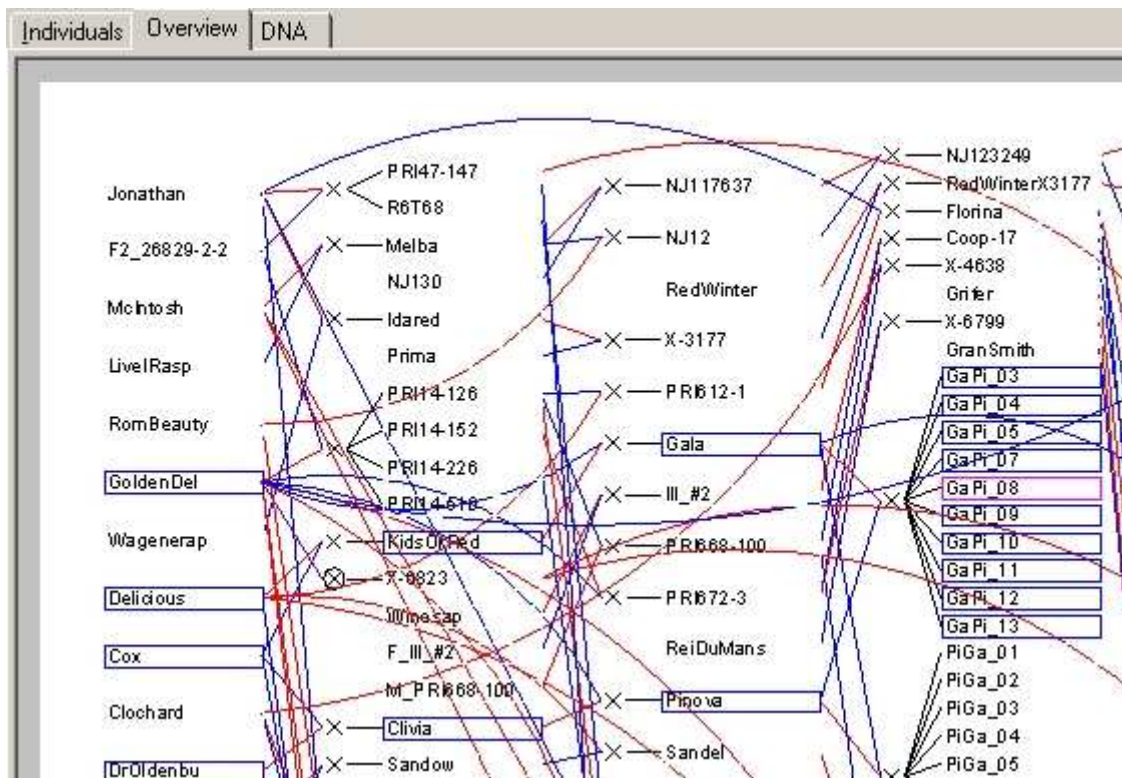 Individuals Overview DNA
Jonathan
F2_26829-2-2
McIntosh
LivelRasp
RomBeauty
GoldenDel
Wagenerap
Delicious
Cox
Clochard
DrOldenbu
PRI47-147
R6T68
Melba
NJ130
Idared
Prima
PRI14-126
PRI14-152
PRI14-226
PRI14-510
KidsOrRed
X-6823
Winesap
F_III_#2
M_PRI668-100
Clivia
Sandow
NJ117637
NJ12
RedWinter
X-3177
PRI612-1
Gala
III_#2
PRI668-100
PRI672-3
ReiDuMans
Pinova
Sandel
NJ123249
RedWinterX3177
Florina
Coop-17
X-4638
Grifer
X-6799
GranSmith
GaPi_03
GaPi_04
GaPi_05
GaPi_07
GaPi_08
GaPi_09
GaPi_10
GaPi_11
GaPi_12
GaPi_13
PiGa_01
PiGa_02
PiGa_03
PiGa_04
PiGa_05